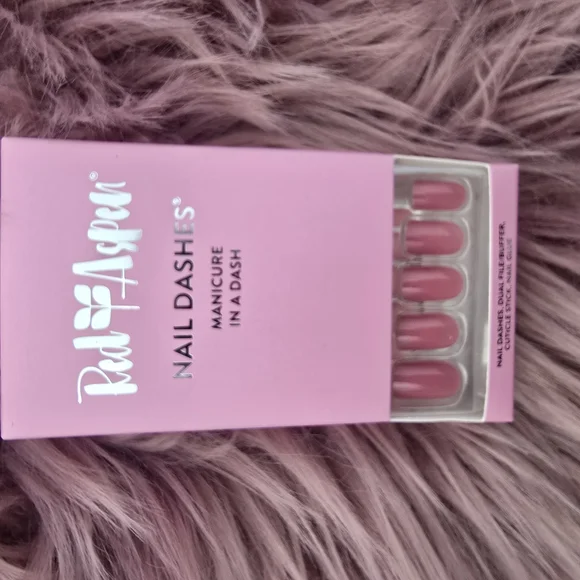 Red Aspen®
NAIL DASHES®
MANICURE
IN A DASH
NAIL DASHES, DUAL FILE/BUFFER,
CUTICLE STICK, NAIL GLUE